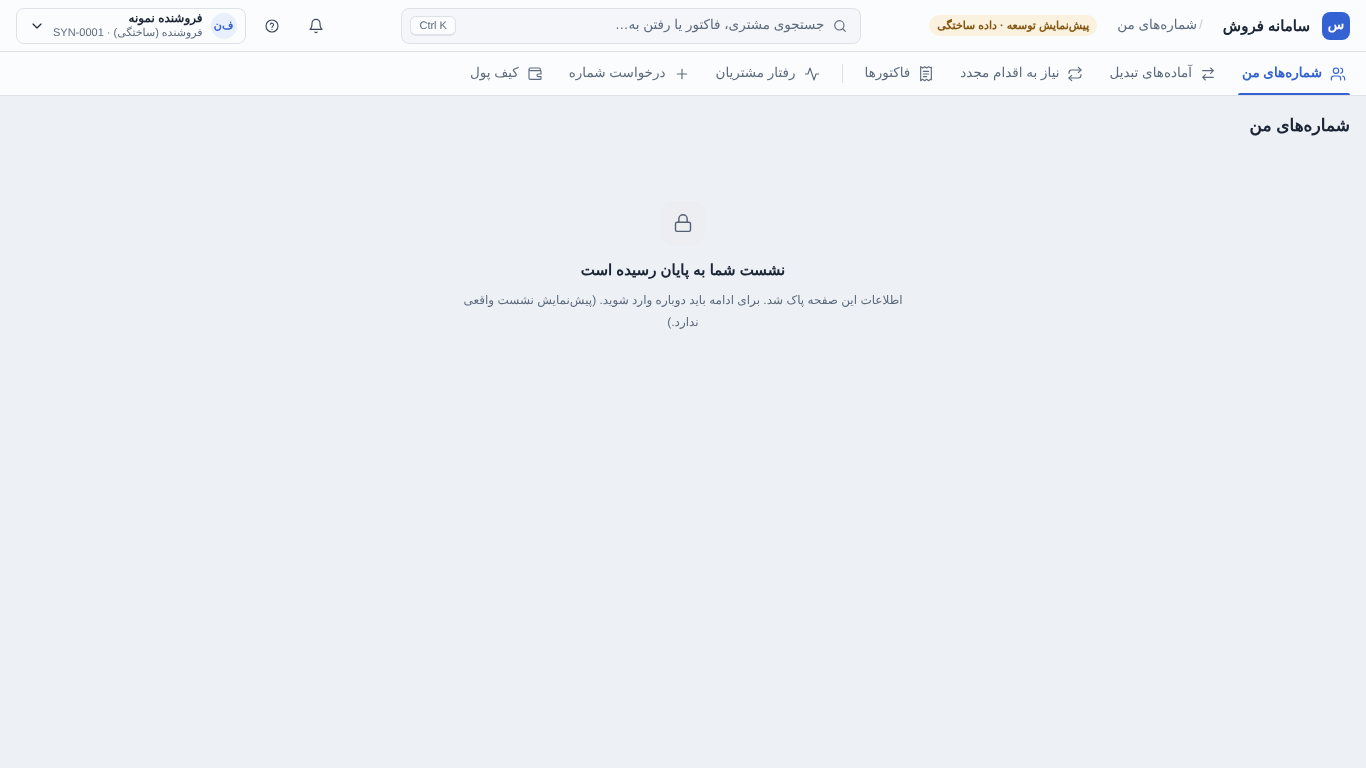 س
سامانه فروش
/ شماره‌های من
پیش‌نمایش توسعه · داده ساختگی
جستجوی مشتری، فاکتور یا رفتن به…
Ctrl K
ف‌ن
فروشنده نمونه
فروشنده (ساختگی) · SYN-0001
شماره‌های من
آماده‌های تبدیل
نیاز به اقدام مجدد
فاکتورها
رفتار مشتریان
درخواست شماره
کیف پول
شماره‌های من
نشست شما به پایان رسیده است
اطلاعات این صفحه پاک شد. برای ادامه باید دوباره وارد شوید. (پیش‌نمایش نشست واقعی
ندارد.)